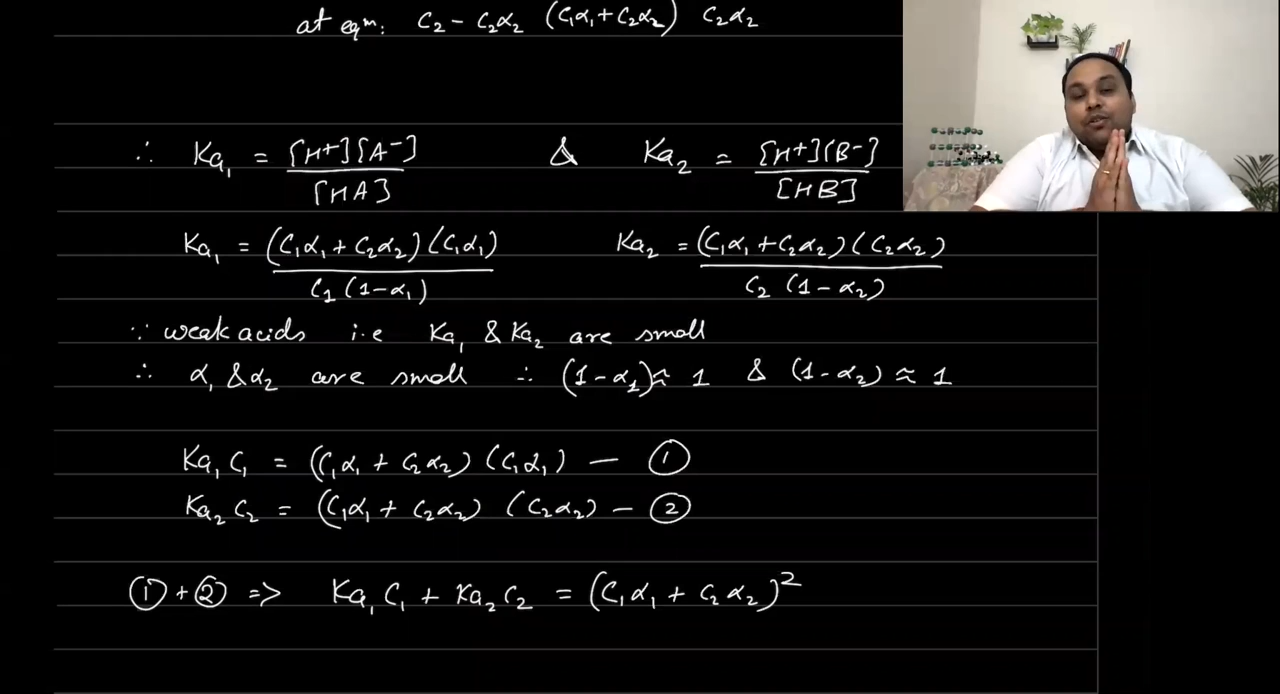 at eqm. C₂ - C₂α₂ (C₁α₁ + C₂α₂) C₂α₂
∴ Ka₁ = [H+][A-] / [HA] & Ka₂ = [H+][B-] / [HB]
Ka₁ = (C₁α₁ + C₂α₂)(C₁α₁) / C₁(1-α₁) Ka₂ = (C₁α₁ + C₂α₂)(C₂α₂) / C₂(1-α₂)
∵ weak acids i.e Ka₁ & Ka₂ are small
∴ α₁ & α₂ are small ∴ (1-α₁) ≈ 1 & (1-α₂) ≈ 1
Ka₁ C₁ = (C₁α₁ + C₂α₂)(C₁α₁) — ①
Ka₂ C₂ = (C₁α₁ + C₂α₂)(C₂α₂) — ②
① + ② => Ka₁ C₁ + Ka₂ C₂ = (C₁α₁ + C₂α₂)²